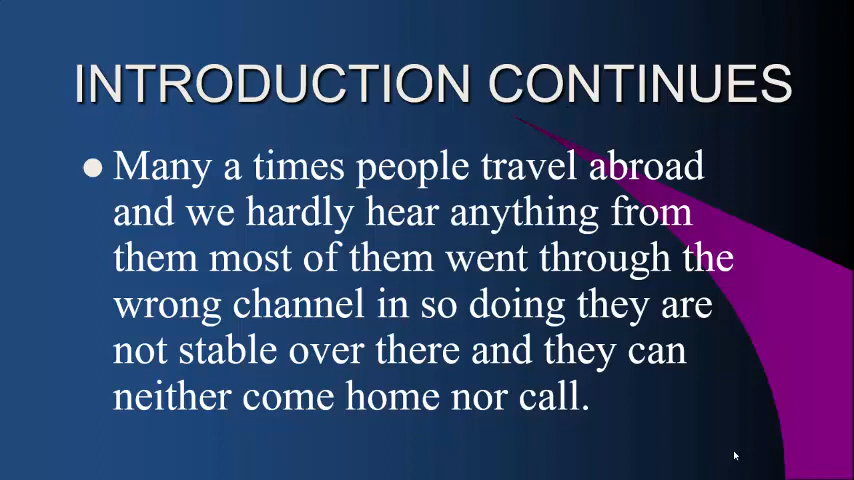 INTRODUCTION CONTINUES
Many a times people travel abroad
and we hardly hear anything from
them most of them went through the
wrong channel in so doing they are
not stable over there and they can
neither come home nor call.